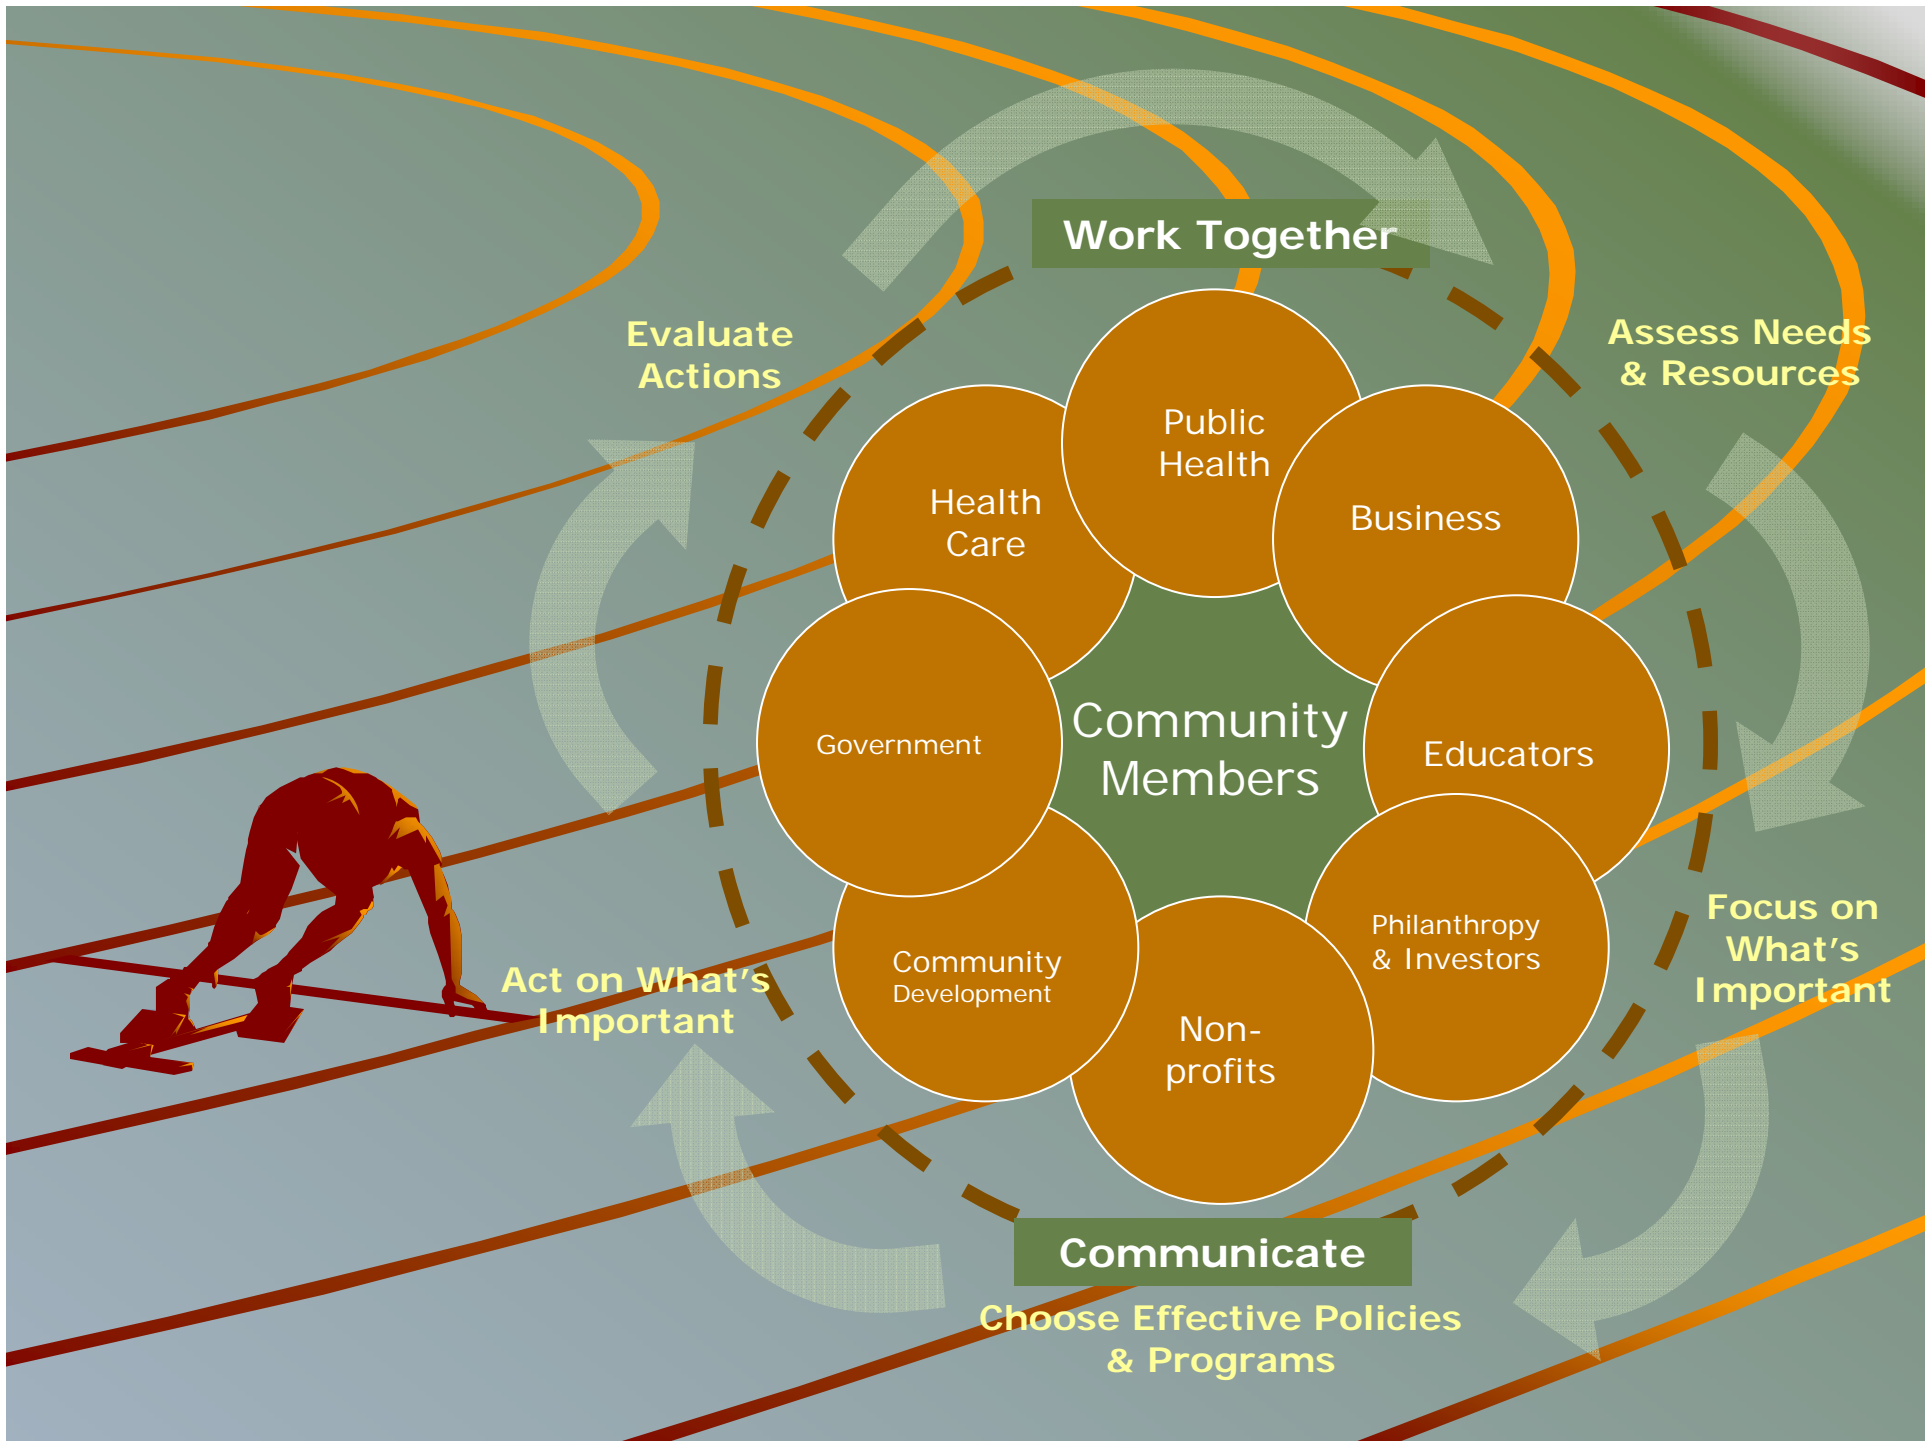 Work Together
Evaluate
Actions
Assess Needs
& Resources
Public
Health
Health
Care
Business
Community
Members
Government
Educators
Focus on
What's
Important
Philanthropy
& Investors
Community
Development
Act on What's
Important
Non-
profits
Communicate
Choose Effective Policies
& Programs